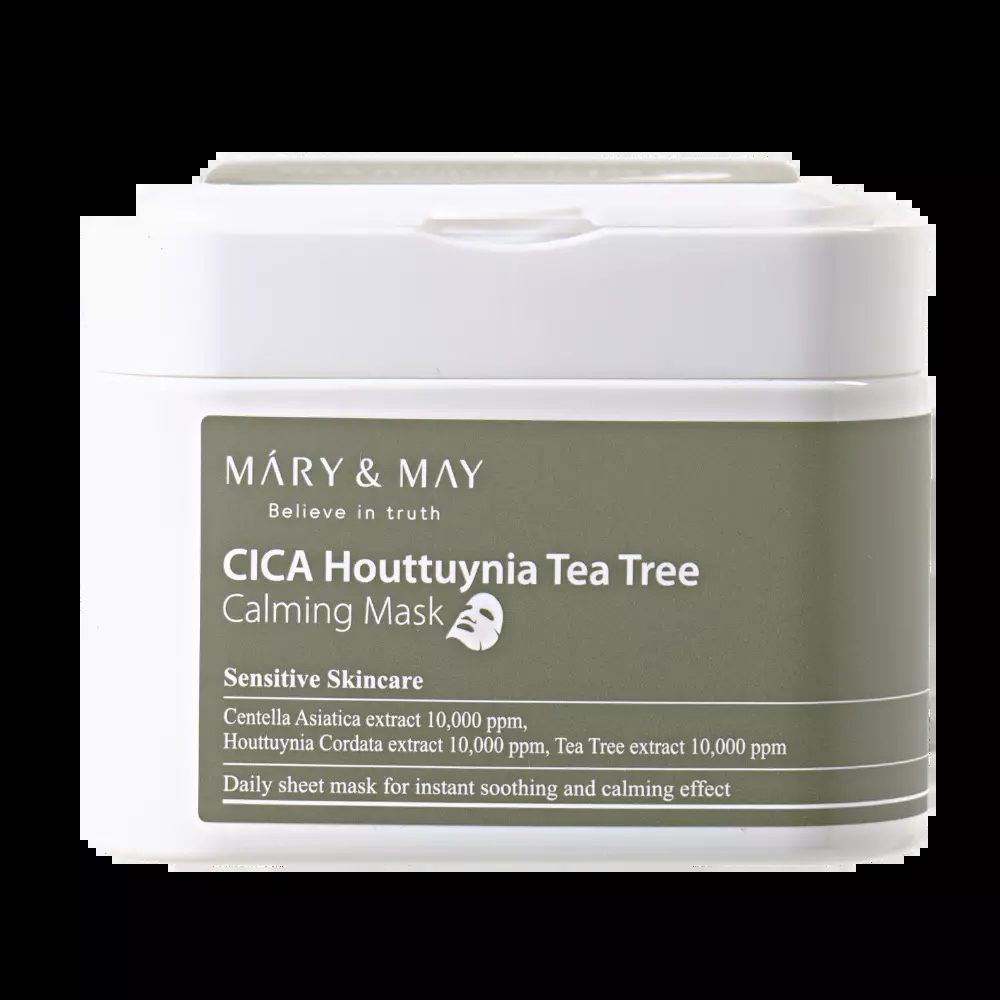 MÁRY & MAY
Believe in truth
CICA Houttuynia Tea Tree
Calming Mask
Sensitive Skincare
Centella Asiatica extract 10,000 ppm,
Houttuynia Cordata extract 10,000 ppm, Tea Tree extract 10,000 ppm
Daily sheet mask for instant soothing and calming effect